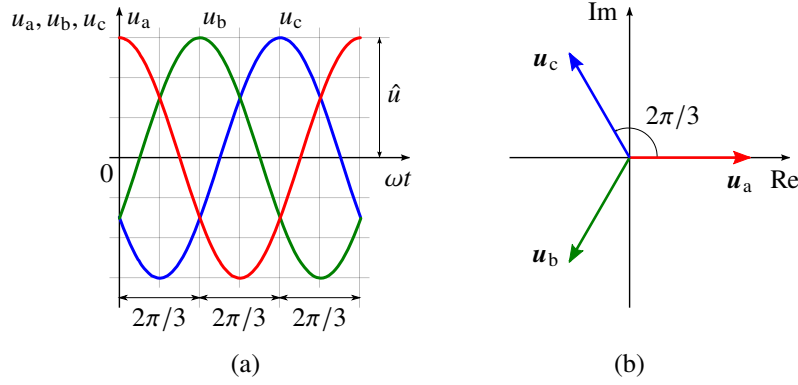 u_a, u_b, u_c u_a u_b u_c
û
0
ωt
2π/3 2π/3 2π/3
(a)
Im
u_c
2π/3
u_a Re
u_b
(b)